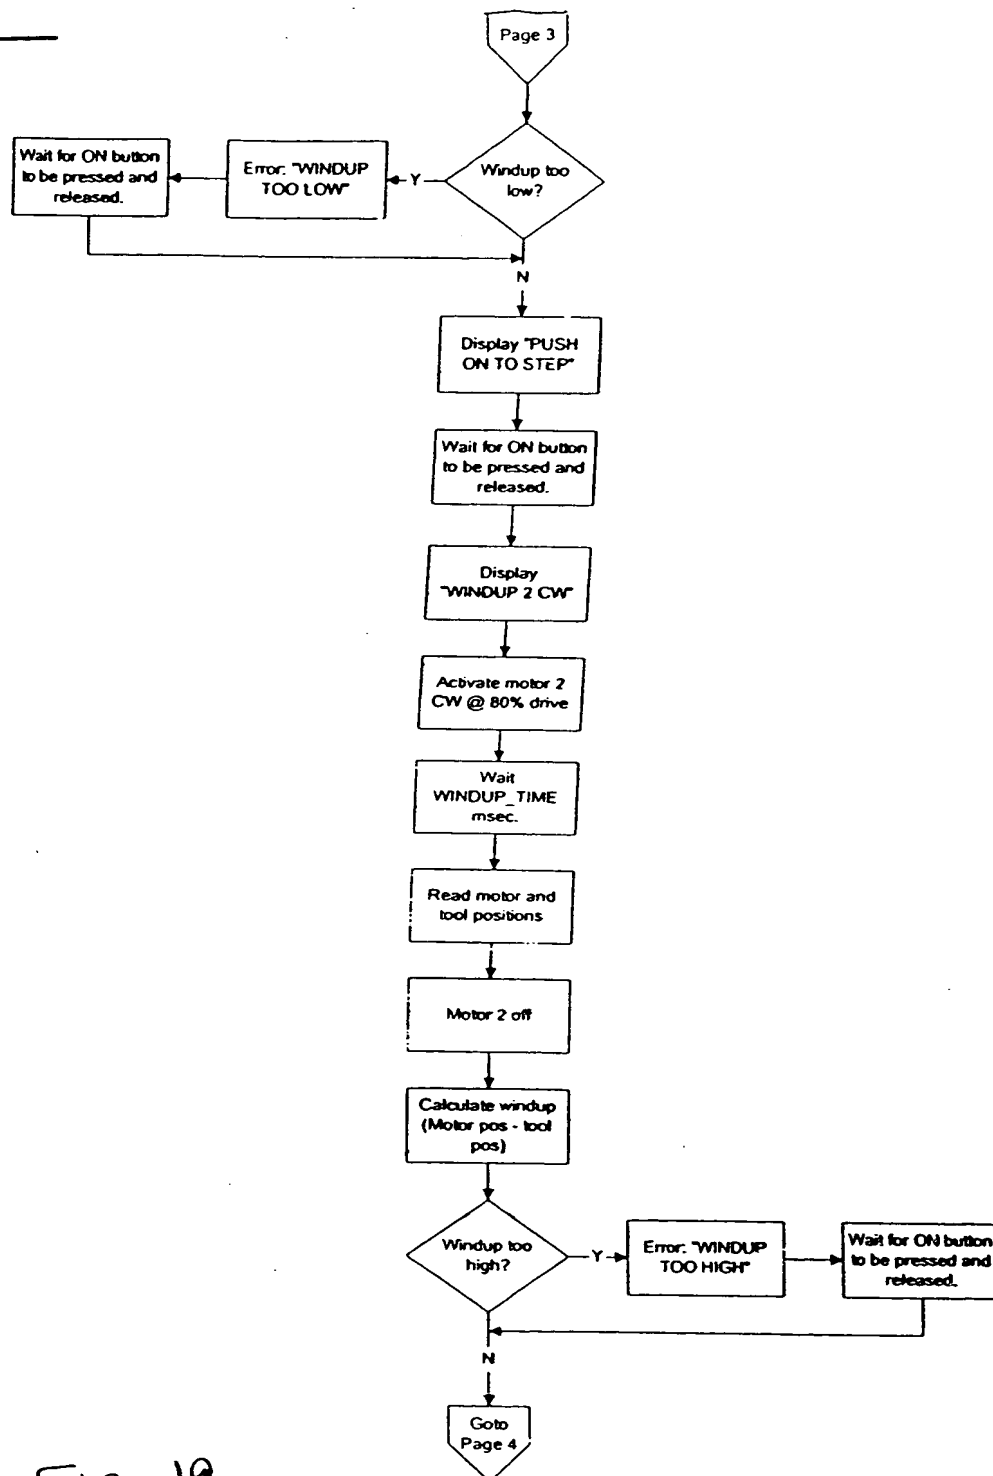 Page 3
Windup too
low?
Y
Error: "WINDUP
TOO LOW"
Wait for ON button
to be pressed and
released.
N
Display "PUSH
ON TO STEP"
Wait for ON button
to be pressed and
released.
Display
"WINDUP 2 CW"
Activate motor 2
CW @ 80% drive
Wait
WINDUP_TIME
msec.
Read motor and
tool positions
Motor 2 off
Calculate windup
(Motor pos - tool
pos)
Windup too
high?
Y
Error: "WINDUP
TOO HIGH"
Wait for ON button
to be pressed and
released.
N
Goto
Page 4